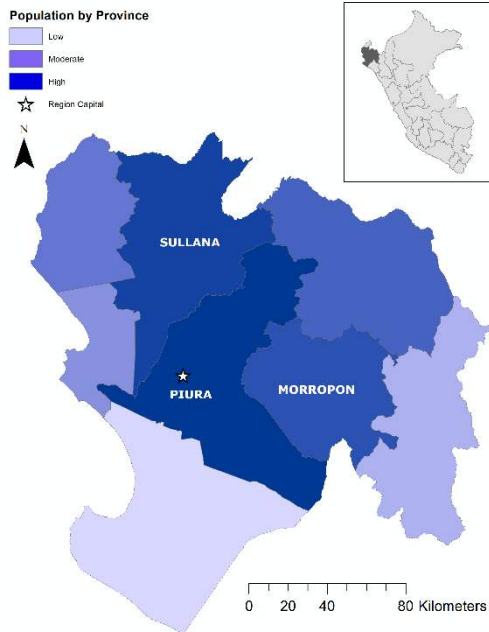 Population by Province
Low
Moderate
High
Region Capital
N
SULLANA
PIURA
MORROPON
0 20 40 80 Kilometers